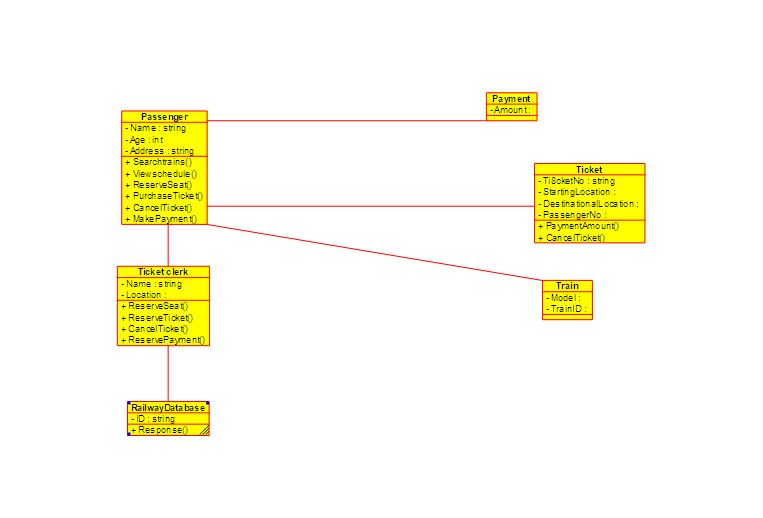 Payment
- Amount :
Passenger
- Name : string
- Age : int
- Address : string
+ Searchtrains()
+ Viewschedule()
+ ReserveSeat()
+ PurchaseTicket()
+ CancelTicket()
+ MakePayment()
Ticket
- Ti8cketNo : string
- StartingLocation :
- DestinationalLocation :
- PassengerNo :
+ PaymentAmount()
+ CancelTicket()
Ticket clerk
- Name : string
- Location :
+ ReserveSeat()
+ ReserveTicket()
+ CancelTicket()
+ ReservePayment()
Train
- Model :
- TrainID :
RailwayDatabase
- ID : string
+ Response()